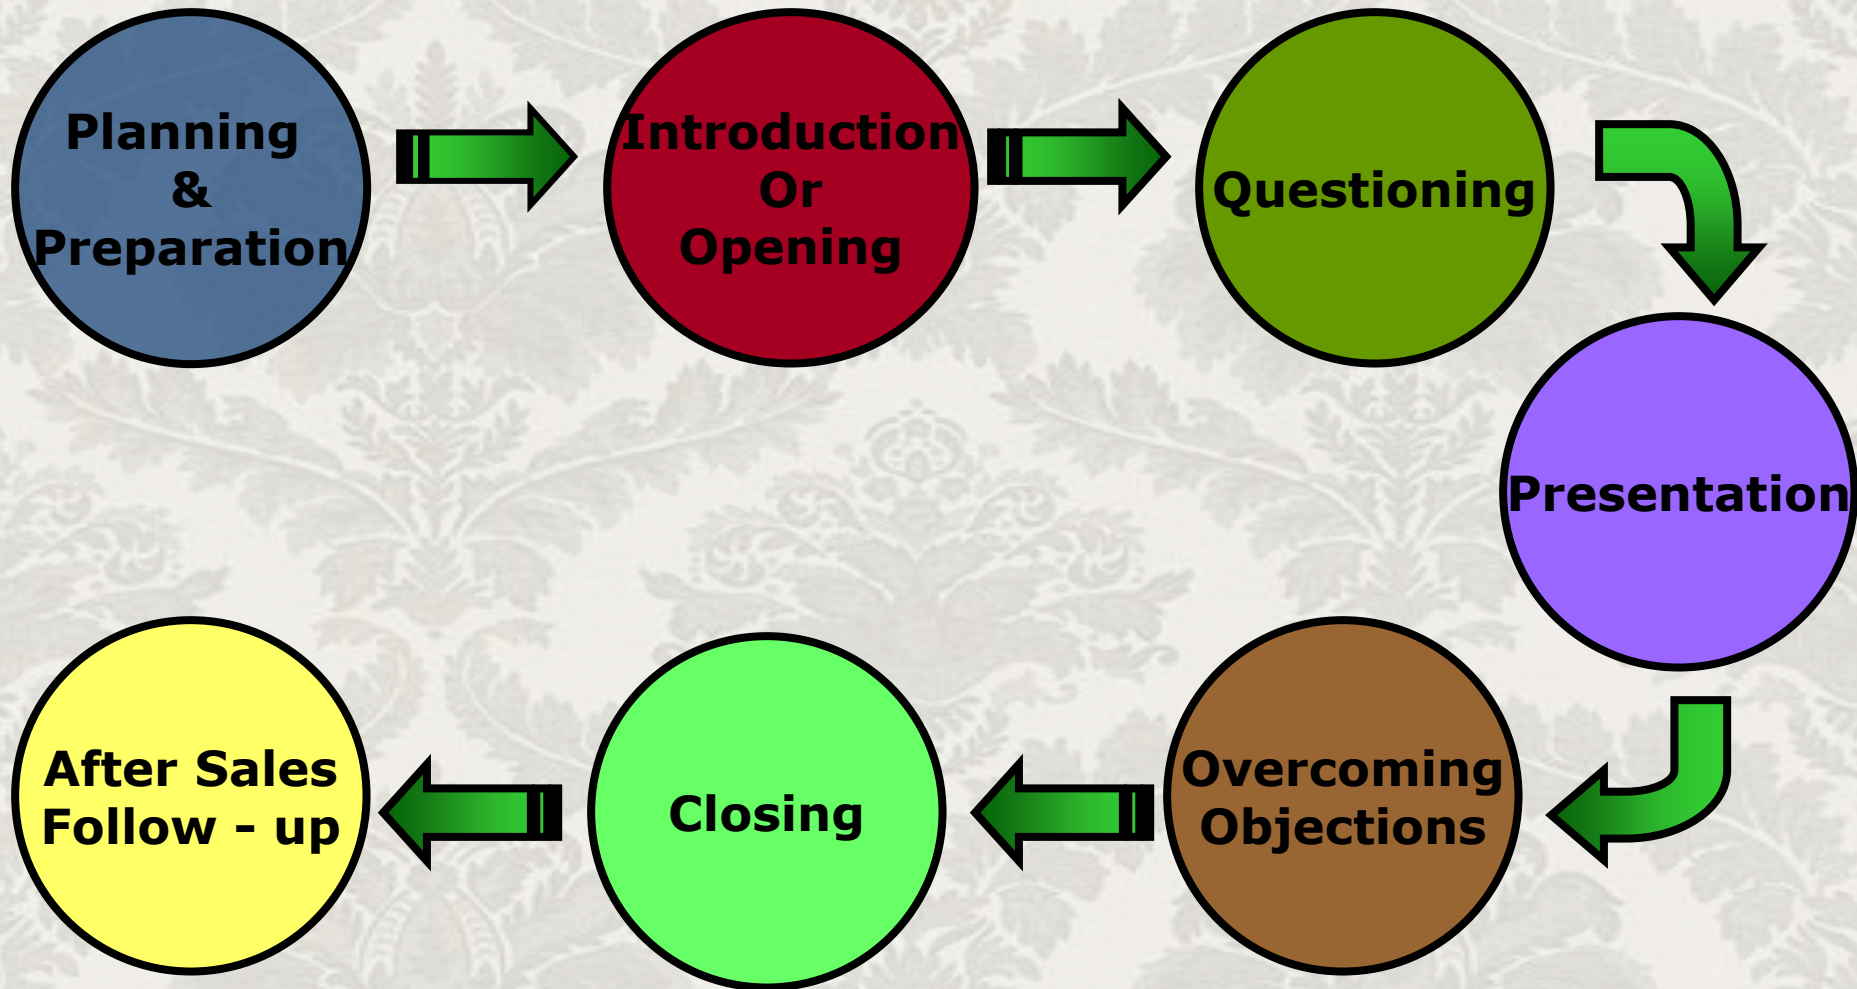 Planning
&
Preparation
Introduction
Or
Opening
Questioning
Presentation
Overcoming
Objections
Closing
After Sales
Follow - up